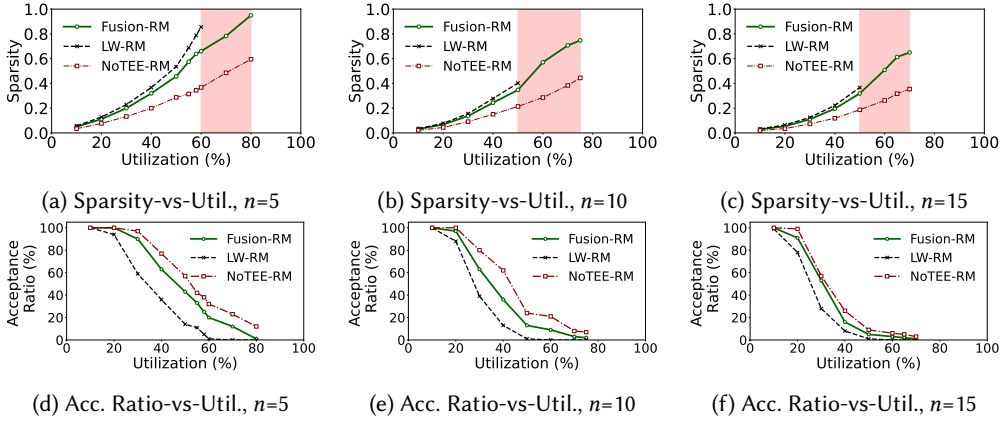 1.0
0.8
0.6
0.4
0.2
0.0
Sparsity
Fusion-RM
LW-RM
NoTEE-RM
0 20 40 60 80 100
Utilization (%)
(a) Sparsity-vs-Util., n=5
1.0
0.8
0.6
0.4
0.2
0.0
Sparsity
Fusion-RM
LW-RM
NoTEE-RM
0 20 40 60 80 100
Utilization (%)
(b) Sparsity-vs-Util., n=10
1.0
0.8
0.6
0.4
0.2
0.0
Sparsity
Fusion-RM
LW-RM
NoTEE-RM
0 20 40 60 80 100
Utilization (%)
(c) Sparsity-vs-Util., n=15
100
80
60
40
20
0
Acceptance
Ratio (%)
Fusion-RM
LW-RM
NoTEE-RM
0 20 40 60 80 100
Utilization (%)
(d) Acc. Ratio-vs-Util., n=5
100
80
60
40
20
0
Acceptance
Ratio (%)
Fusion-RM
LW-RM
NoTEE-RM
0 20 40 60 80 100
Utilization (%)
(e) Acc. Ratio-vs-Util., n=10
100
80
60
40
20
0
Acceptance
Ratio (%)
Fusion-RM
LW-RM
NoTEE-RM
0 20 40 60 80 100
Utilization (%)
(f) Acc. Ratio-vs-Util., n=15